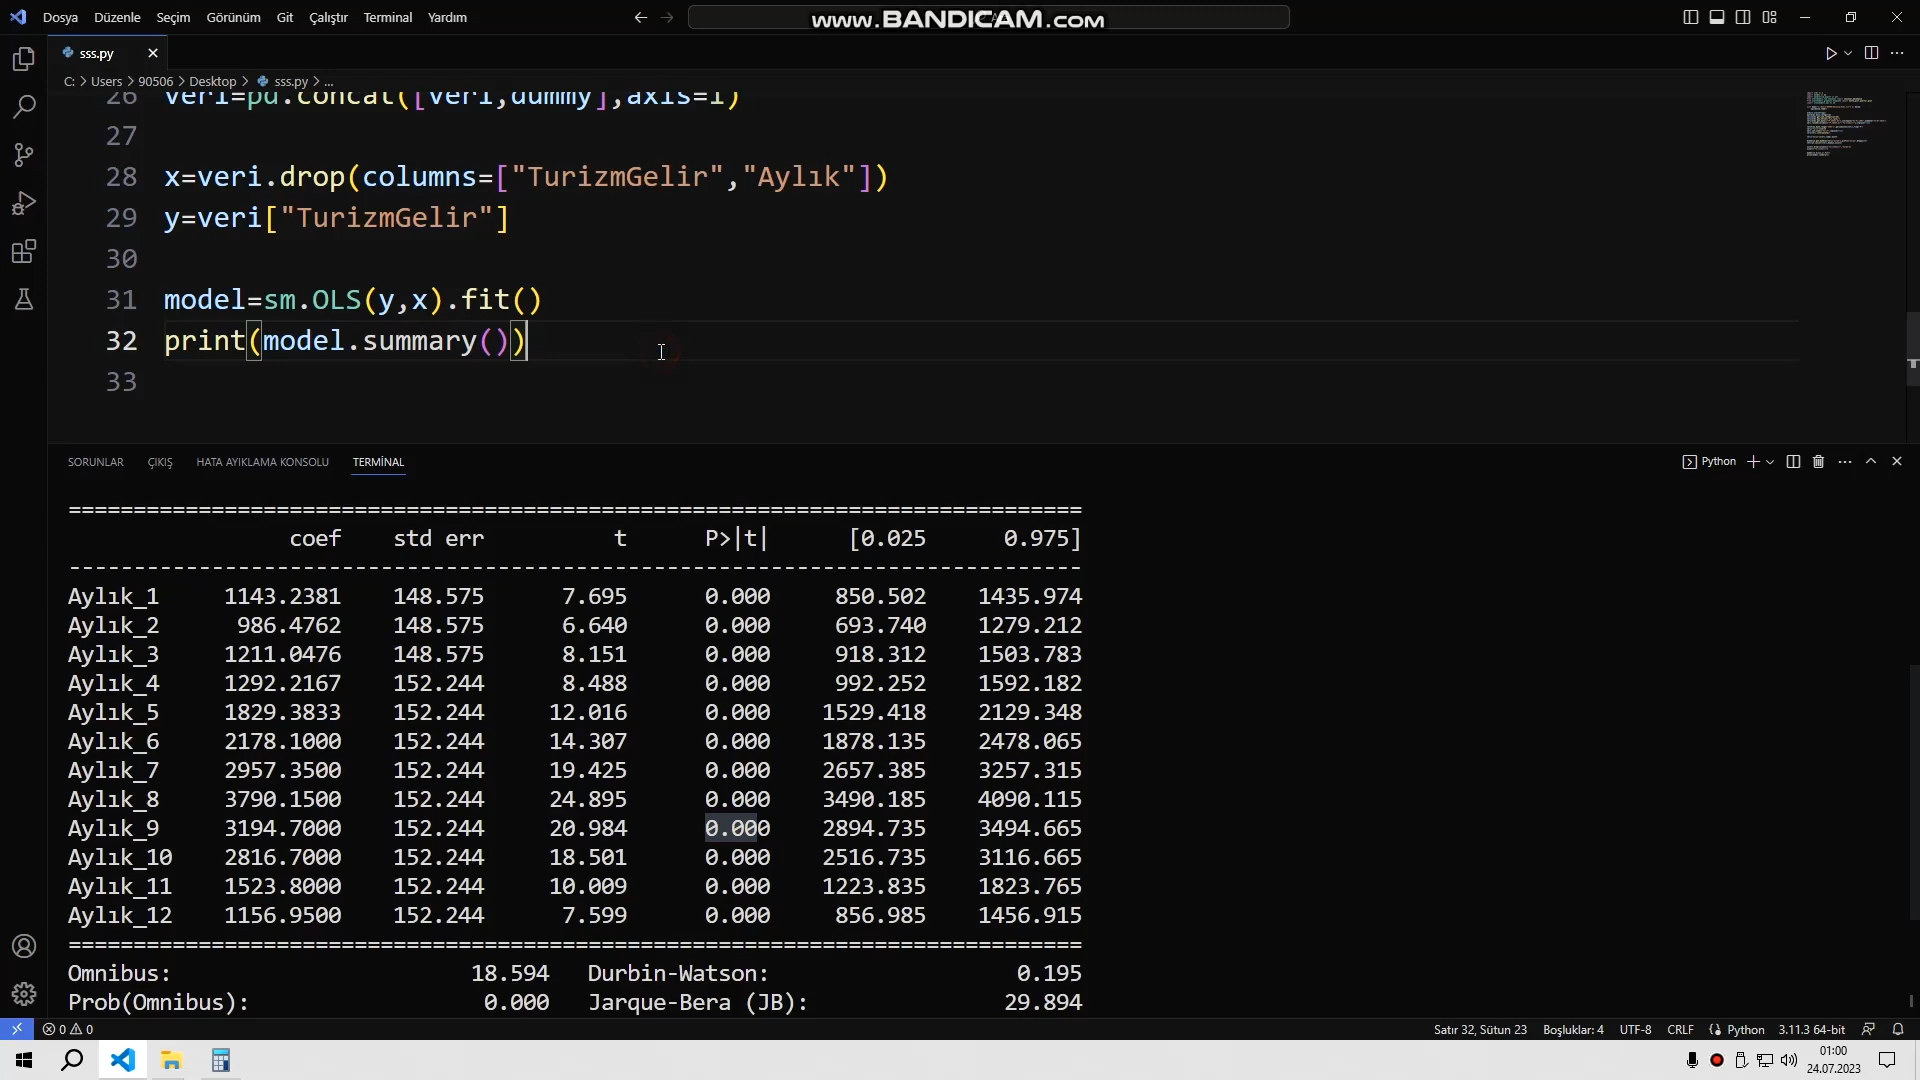 Dosya Düzenle Seçim Görünüm Git Çalıştır Terminal Yardım
www.BANDICAM.com
sss.py
C: > Users > 90506 > Desktop > sss.py > ...
26 veri=pd.concat([veri,dummy],axis=1)
27
28 x=veri.drop(columns=["TurizmGelir","Aylık"])
29 y=veri["TurizmGelir"]
30
31 model=sm.OLS(y,x).fit()
32 print(model.summary())
33
SORUNLAR ÇIKIŞ HATA AYIKLAMA KONSOLU TERMİNAL
Python
==============================================================================
coef std err t P>|t| [0.025 0.975]
------------------------------------------------------------------------------
Aylık_1 1143.2381 148.575 7.695 0.000 850.502 1435.974
Aylık_2 986.4762 148.575 6.640 0.000 693.740 1279.212
Aylık_3 1211.0476 148.575 8.151 0.000 918.312 1503.783
Aylık_4 1292.2167 152.244 8.488 0.000 992.252 1592.182
Aylık_5 1829.3833 152.244 12.016 0.000 1529.418 2129.348
Aylık_6 2178.1000 152.244 14.307 0.000 1878.135 2478.065
Aylık_7 2957.3500 152.244 19.425 0.000 2657.385 3257.315
Aylık_8 3790.1500 152.244 24.895 0.000 3490.185 4090.115
Aylık_9 3194.7000 152.244 20.984 0.000 2894.735 3494.665
Aylık_10 2816.7000 152.244 18.501 0.000 2516.735 3116.665
Aylık_11 1523.8000 152.244 10.009 0.000 1223.835 1823.765
Aylık_12 1156.9500 152.244 7.599 0.000 856.985 1456.915
==============================================================================
Omnibus: 18.594 Durbin-Watson: 0.195
Prob(Omnibus): 0.000 Jarque-Bera (JB): 29.894
0 0 Satır 32, Sütun 23 Boşluklar: 4 UTF-8 CRLF Python 3.11.3 64-bit
01:00
24.07.2023